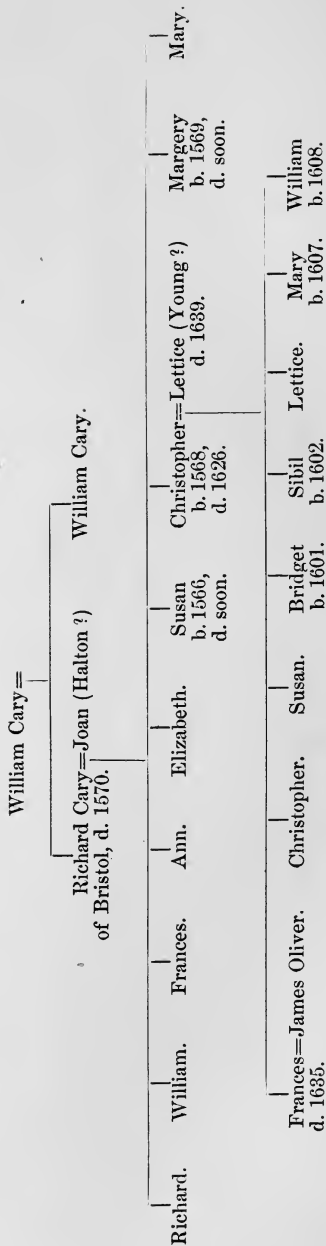 William Cary=
Richard Cary=Joan (Halton ?)
of Bristol, d. 1570.
William Cary.
Richard.
William.
Frances.
Ann.
Elizabeth.
Susan
b. 1566,
d. soon.
Christopher=Lettice (Young ?)
b. 1568,
d. 1626.
d. 1639.
Margery
b. 1569,
d. soon.
Mary.
Frances=James Oliver.
d. 1635.
Christopher.
Susan.
Bridget
b. 1601.
Sibil
b. 1602.
Lettice.
Mary
b. 1607.
William
b. 1608.